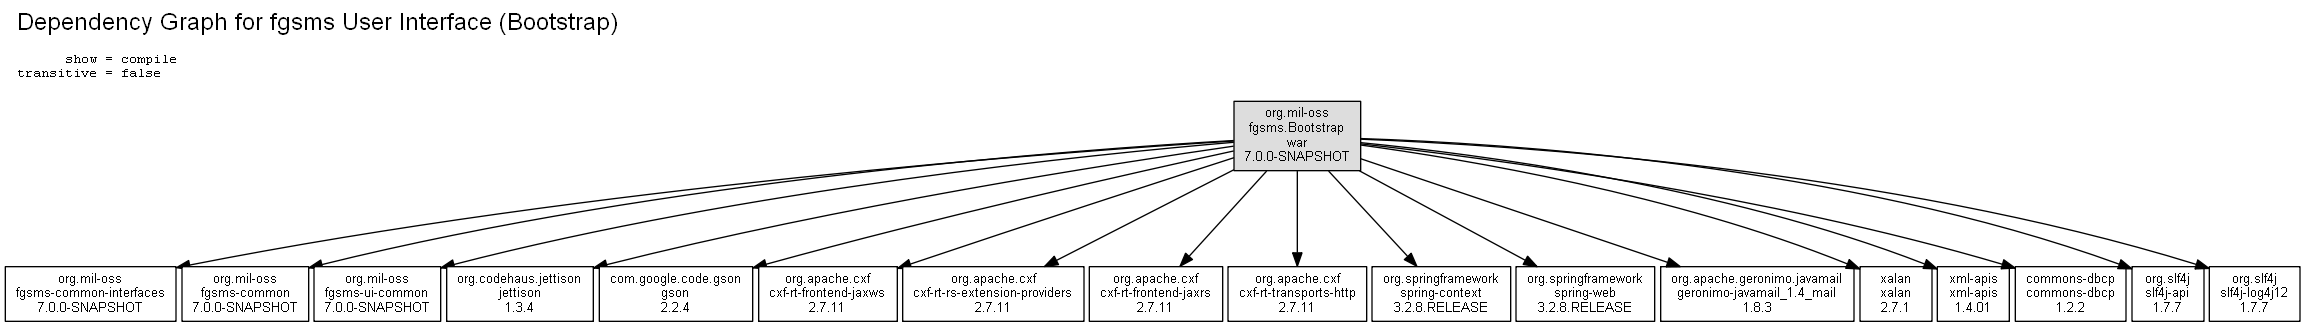 Dependency Graph for fgsms User Interface (Bootstrap)
show = compile
transitive = false
org.mil-oss
fgsms.Bootstrap
war
7.0.0-SNAPSHOT
org.mil-oss
fgsms-common-interfaces
7.0.0-SNAPSHOT
org.mil-oss
fgsms-common
7.0.0-SNAPSHOT
org.mil-oss
fgsms-ui-common
7.0.0-SNAPSHOT
org.codehaus.jettison
jettison
1.3.4
com.google.code.gson
gson
2.2.4
org.apache.cxf
cxf-rt-frontend-jaxws
2.7.11
org.apache.cxf
cxf-rt-rs-extension-providers
2.7.11
org.apache.cxf
cxf-rt-frontend-jaxrs
2.7.11
org.apache.cxf
cxf-rt-transports-http
2.7.11
org.springframework
spring-context
3.2.8.RELEASE
org.springframework
spring-web
3.2.8.RELEASE
org.apache.geronimo.javamail
geronimo-javamail_1.4_mail
1.8.3
xalan
xalan
2.7.1
xml-apis
xml-apis
1.4.01
commons-dbcp
commons-dbcp
1.2.2
org.slf4j
slf4j-api
1.7.7
org.slf4j
slf4j-log4j12
1.7.7